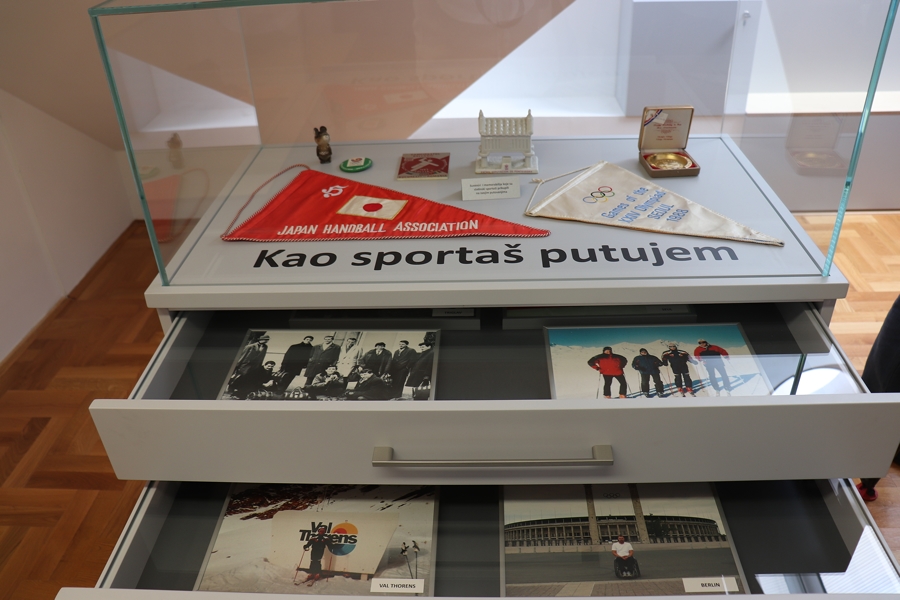 JAPAN HANDBALL ASSOCIATION
Games of the
XXIV Olympiad
SEOUL
1988
Kao sportaš putujem
Val
Thorens
VAL THORENS
BERLIN